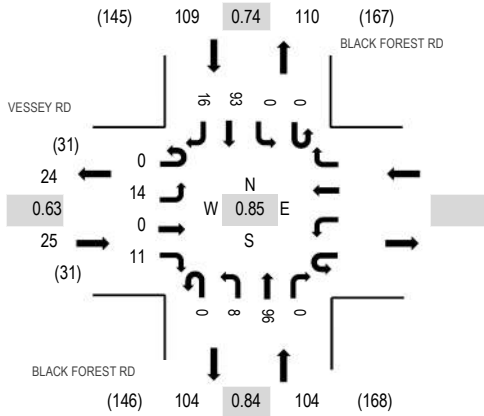 (145) 109 0.74 110 (167)
BLACK FOREST RD
16 93 0 0
VESSEY RD
(31)
24
0
14
N
0.63
W 0.85 E
0
25
S
11
(31)
0 8 96 0
BLACK FOREST RD
(146) 104 0.84 104 (168)